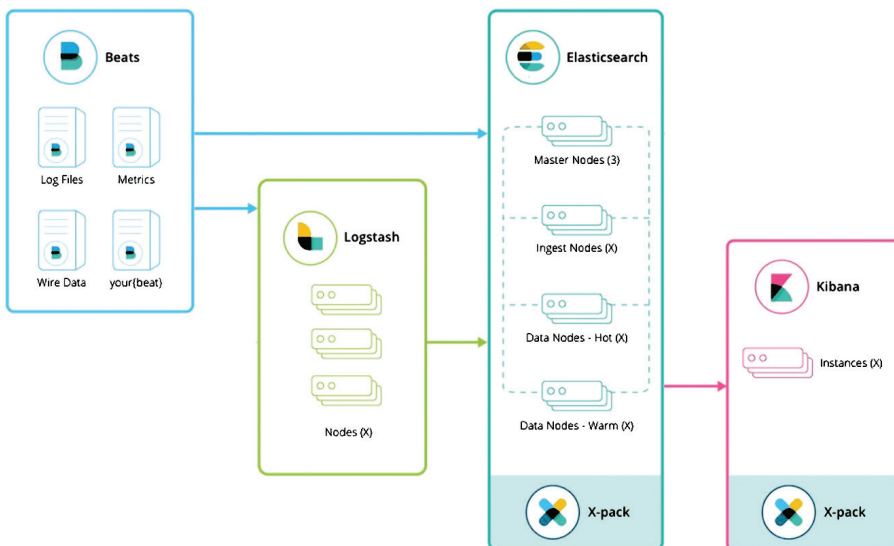 Beats
Log Files
Metrics
Wire Data
your{beat}
Logstash
Nodes (X)
Elasticsearch
Master Nodes (3)
Ingest Nodes (X)
Data Nodes - Hot (X)
Data Nodes - Warm (X)
X-pack
Kibana
Instances (X)
X-pack